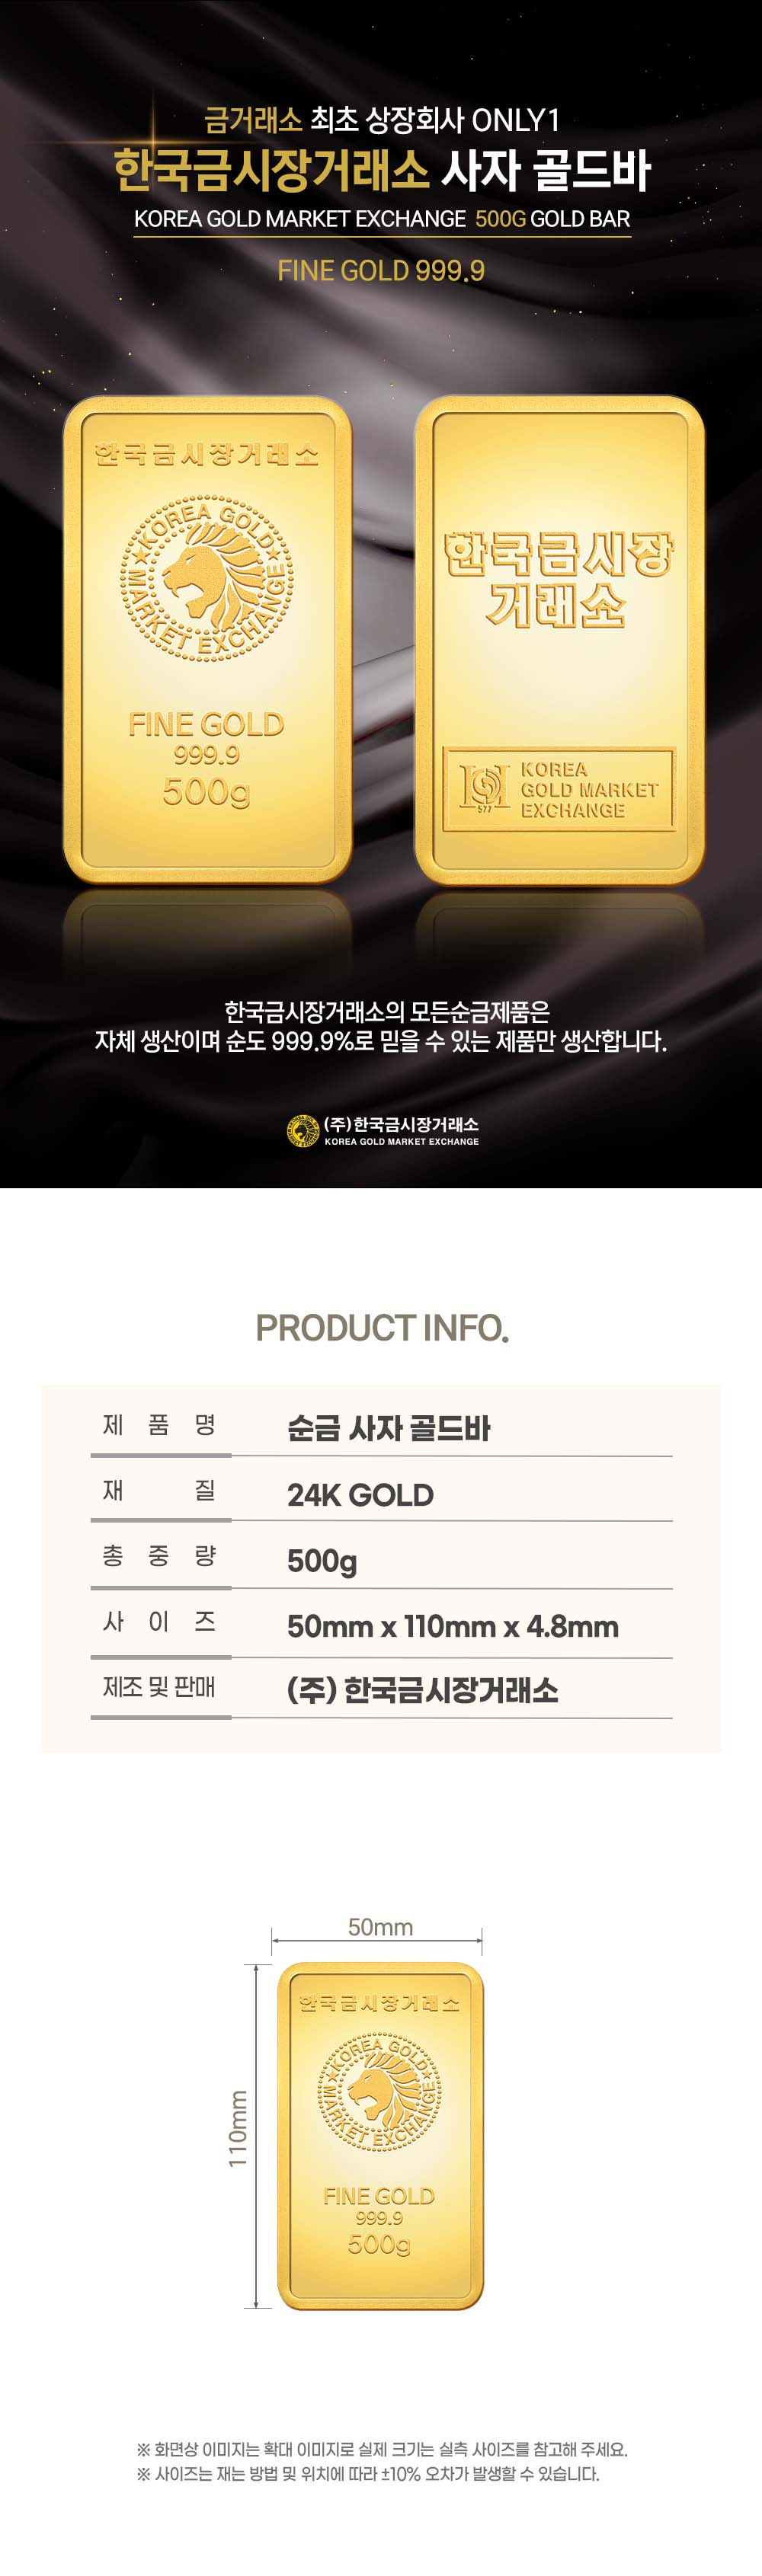 금거래소 최초 상장회사 ONLY1
한국금시장거래소 사자 골드바
KOREA GOLD MARKET EXCHANGE 500G GOLD BAR
FINE GOLD 999.9
한국금시장거래소
KOREA GOLD
MARKET EXCHANGE
FINE GOLD
999.9
500g
한국금시장
거래소
577
KOREA
GOLD MARKET
EXCHANGE
한국금시장거래소의 모든순금제품은
자체 생산이며 순도 999.9%로 믿을 수 있는 제품만 생산합니다.
(주)한국금시장거래소
KOREA GOLD MARKET EXCHANGE
PRODUCT INFO.
제 품 명 순금 사자 골드바
재 질 24K GOLD
총 중 량 500g
사 이 즈 50mm x 110mm x 4.8mm
제조 및 판매 (주) 한국금시장거래소
50mm
110mm
한국금시장거래소
KOREA GOLD
MARKET EXCHANGE
FINE GOLD
999.9
500g
※ 화면상 이미지는 확대 이미지로 실제 크기는 실측 사이즈를 참고해 주세요.
※ 사이즈는 재는 방법 및 위치에 따라 ±10% 오차가 발생할 수 있습니다.